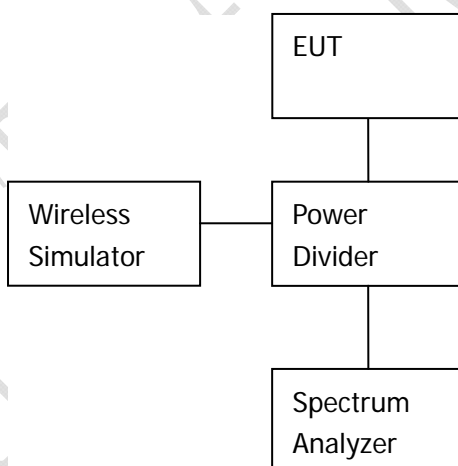 EUT
Wireless
Simulator
Power
Divider
Spectrum
Analyzer